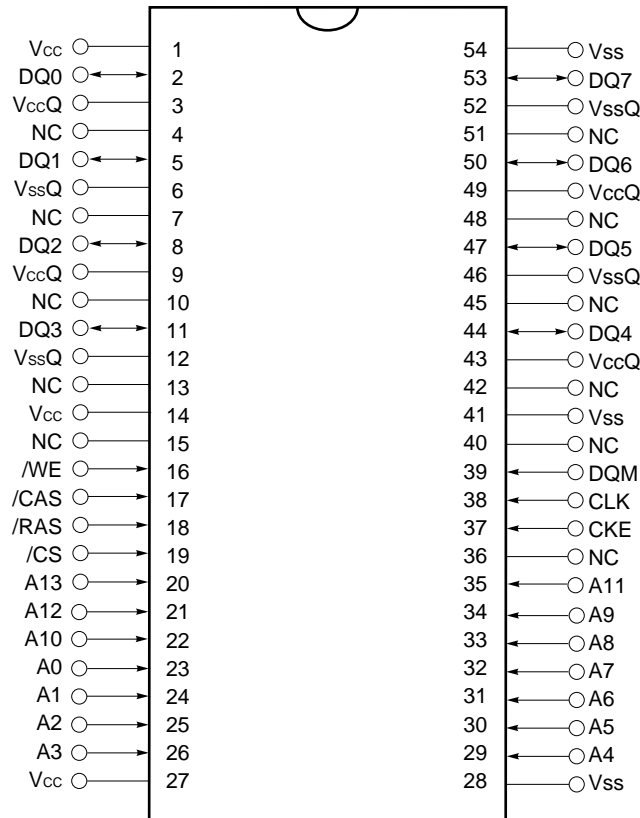 Vcc 1 54 Vss
DQ0 2 53 DQ7
VccQ 3 52 VssQ
NC 4 51 NC
DQ1 5 50 DQ6
VssQ 6 49 VccQ
NC 7 48 NC
DQ2 8 47 DQ5
VccQ 9 46 VssQ
NC 10 45 NC
DQ3 11 44 DQ4
VssQ 12 43 VccQ
NC 13 42 NC
Vcc 14 41 Vss
NC 15 40 NC
/WE 16 39 DQM
/CAS 17 38 CLK
/RAS 18 37 CKE
/CS 19 36 NC
A13 20 35 A11
A12 21 34 A9
A10 22 33 A8
A0 23 32 A7
A1 24 31 A6
A2 25 30 A5
A3 26 29 A4
Vcc 27 28 Vss